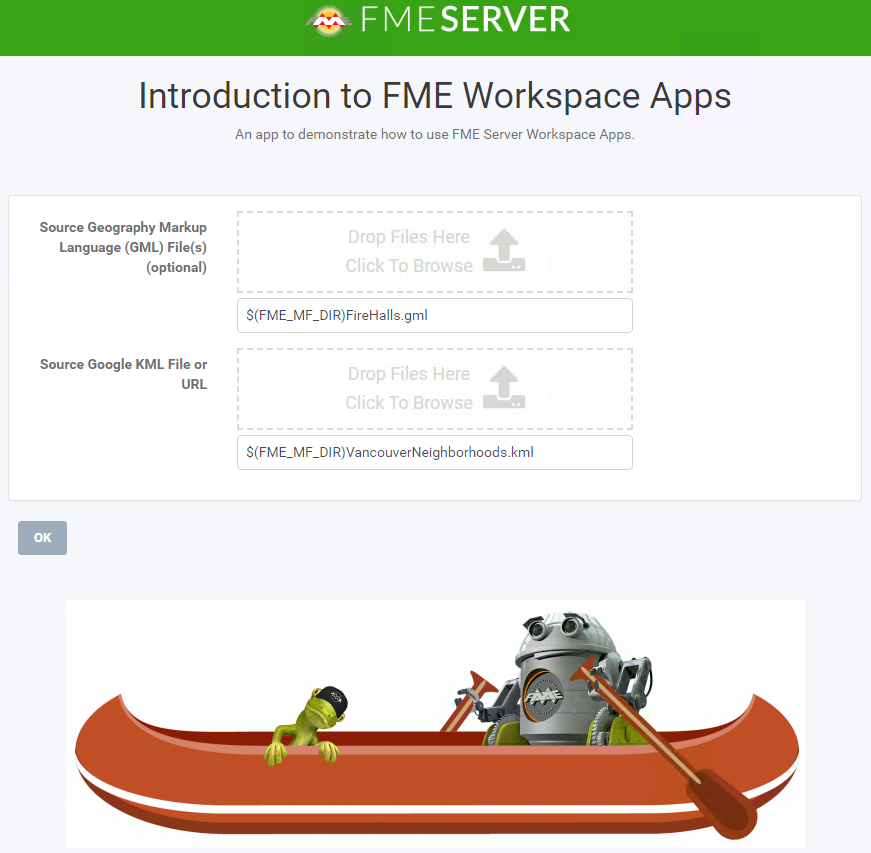 FME SERVER
Introduction to FME Workspace Apps
An app to demonstrate how to use FME Server Workspace Apps.
Source Geography Markup
Language (GML) File(s)
(optional)
Drop Files Here
Click To Browse
$(FME_MF_DIR)FireHalls.gml
Source Google KML File or
URL
Drop Files Here
Click To Browse
$(FME_MF_DIR)VancouverNeighborhoods.kml
OK
FME